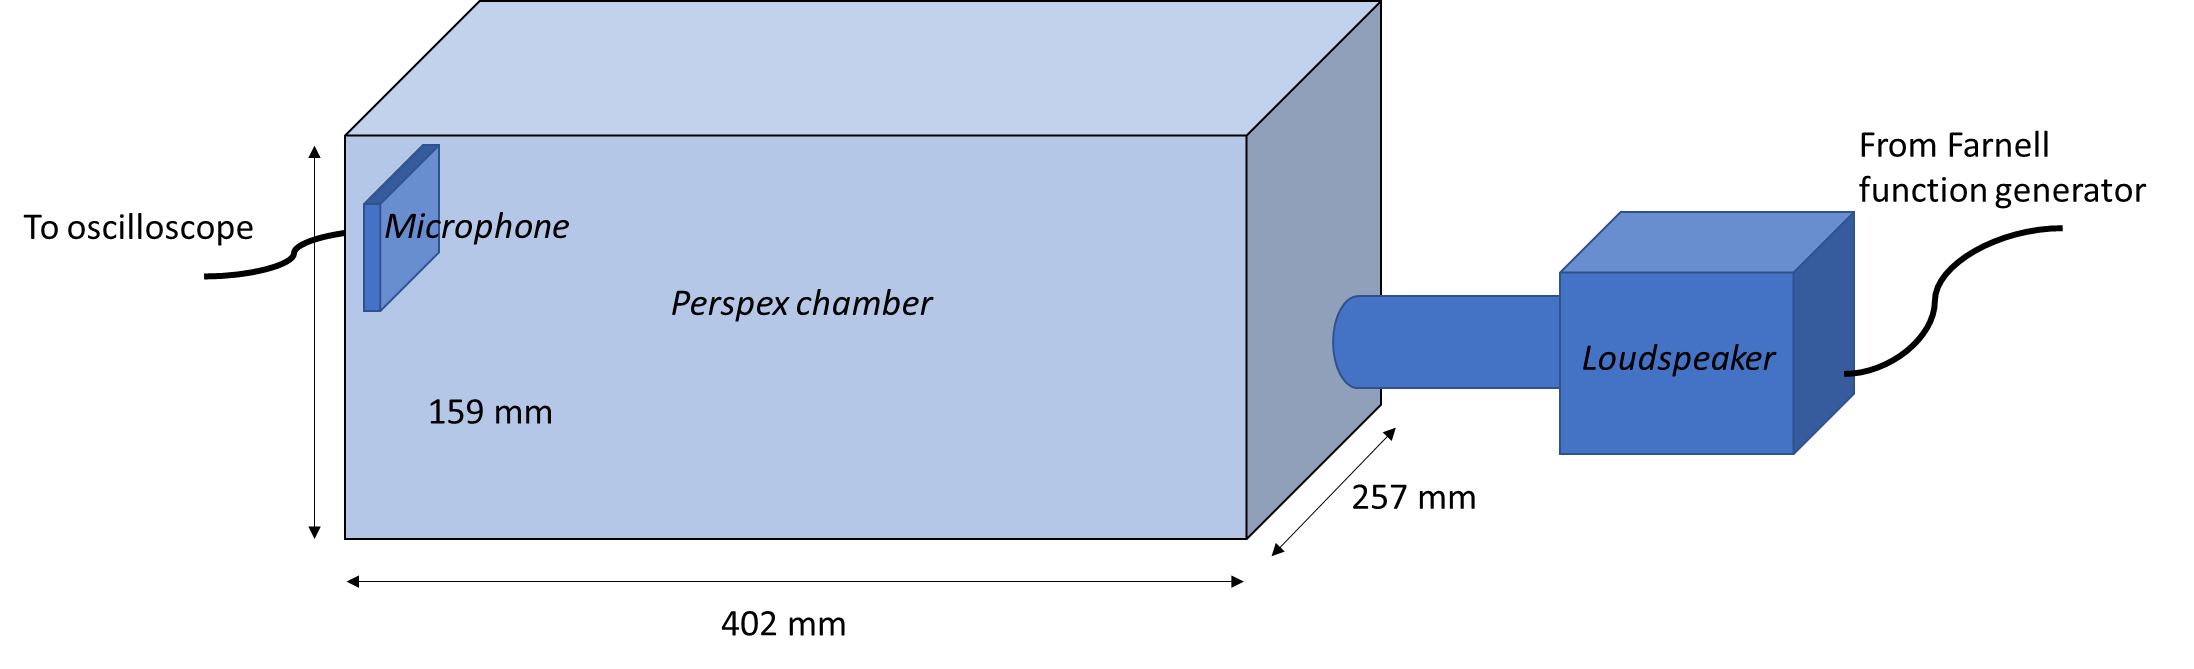 From Farnell
function generator
To oscilloscope
Microphone
Perspex chamber
Loudspeaker
159 mm
257 mm
402 mm